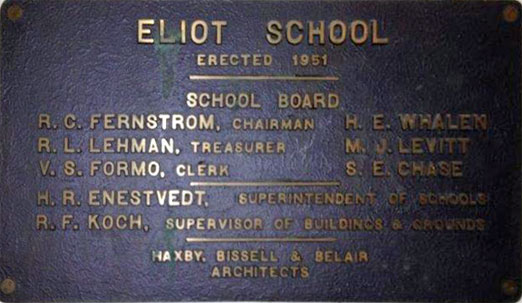 ELIOT SCHOOL
ERECTED 1951
SCHOOL BOARD
R. C. FERNSTROM, CHAIRMAN H. E. WHALEN
R. L. LEHMAN, TREASURER M. J. LEVITT
V. S. FORMO, CLERK S. E. CHASE
H. R. ENESTVEDT, SUPERINTENDENT OF SCHOOLS
R. F. KOCH, SUPERVISOR OF BUILDINGS & GROUNDS
HAXBY, BISSELL & BELAIR
ARCHITECTS